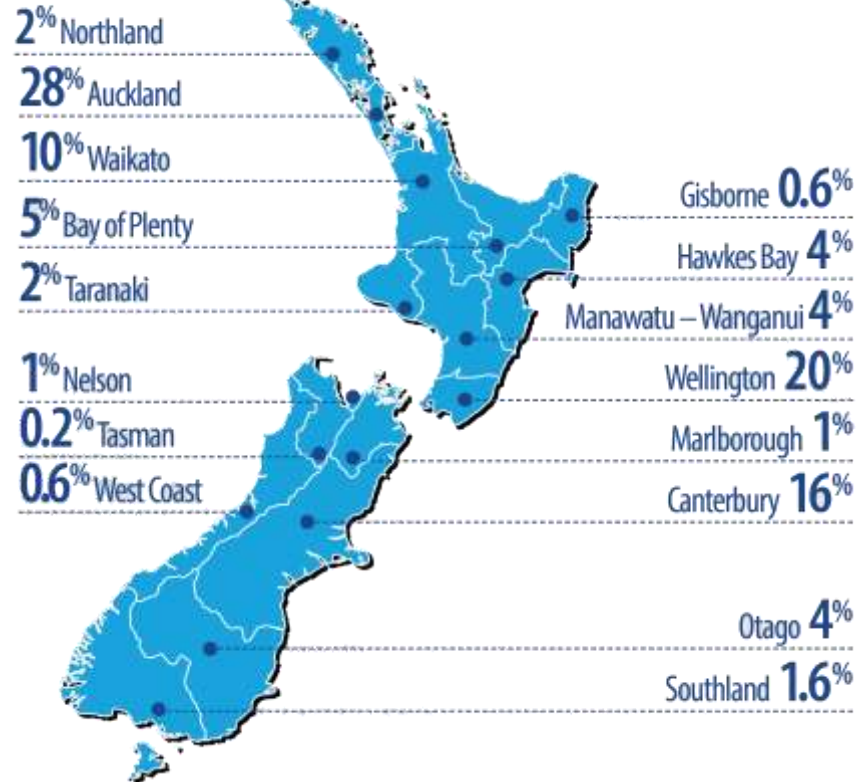 2% Northland
28% Auckland
10% Waikato
5% Bay of Plenty
2% Taranaki
1% Nelson
0.2% Tasman
0.6% West Coast
Gisborne 0.6%
Hawkes Bay 4%
Manawatu – Wanganui 4%
Wellington 20%
Marlborough 1%
Canterbury 16%
Otago 4%
Southland 1.6%